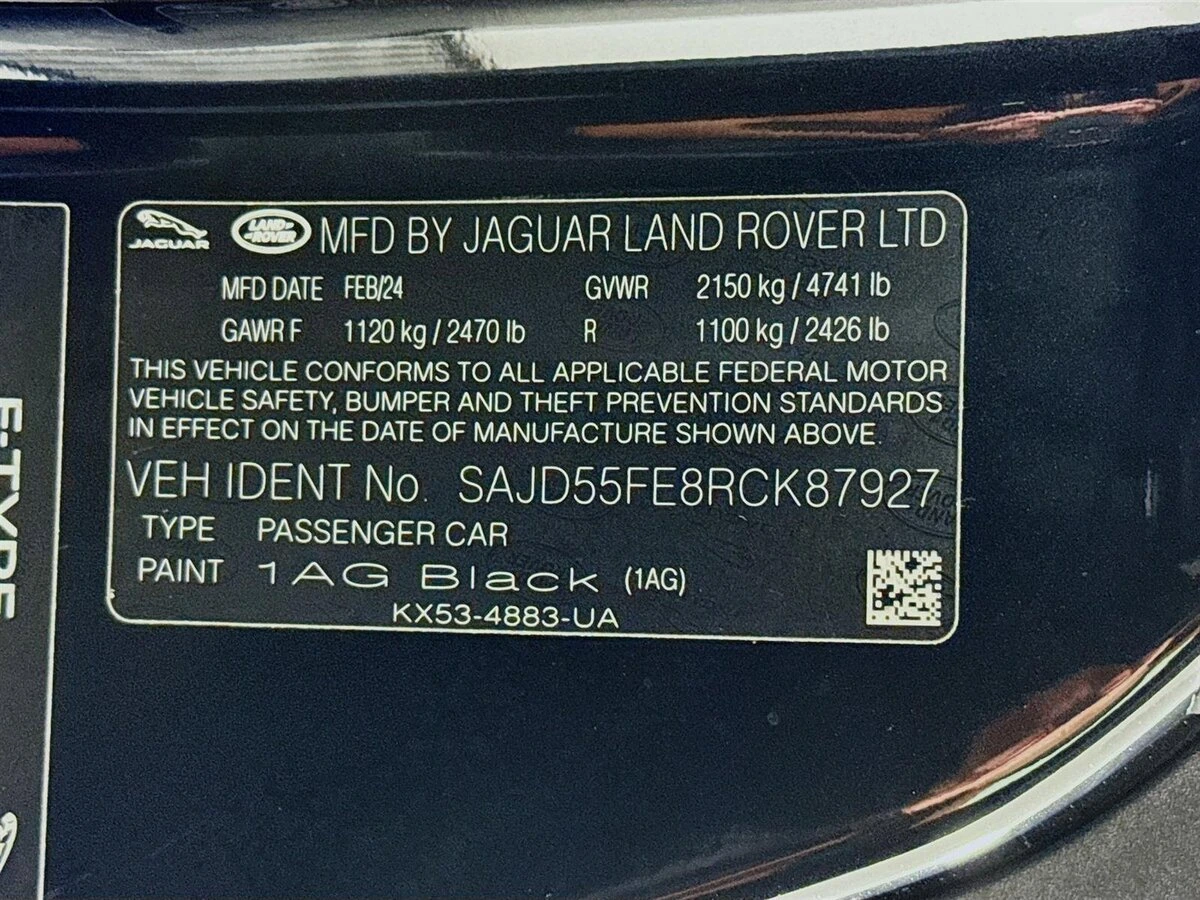 JAGUAR LAND ROVER MFD BY JAGUAR LAND ROVER LTD
MFD DATE FEB/24 GVWR 2150 kg / 4741 lb
GAWR F 1120 kg / 2470 lb R 1100 kg / 2426 lb
THIS VEHICLE CONFORMS TO ALL APPLICABLE FEDERAL MOTOR
VEHICLE SAFETY, BUMPER AND THEFT PREVENTION STANDARDS
IN EFFECT ON THE DATE OF MANUFACTURE SHOWN ABOVE.
VEH IDENT No. SAJD55FE8RCK87927
TYPE PASSENGER CAR
PAINT 1AG Black (1AG)
KX53-4883-UA
F-TYPE